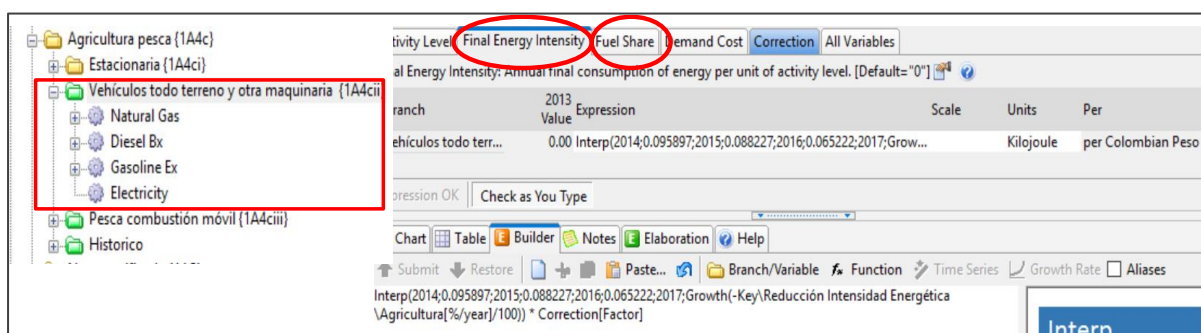 Agricultura pesca {1A4c}
Estacionaria {1A4ci}
Vehículos todo terreno y otra maquinaria {1A4cii
Natural Gas
Diesel Bx
Gasoline Ex
Electricity
Pesca combustión móvil {1A4ciii}
Historico
tivity Level Final Energy Intensity Fuel Share Demand Cost Correction All Variables
al Energy Intensity: Annual final consumption of energy per unit of activity level. [Default="0"]
ranch 2013 Value Expression Scale Units Per
ehículos todo terr... 0.00 Interp(2014;0.095897;2015;0.088227;2016;0.065222;2017;Grow... Kilojoule per Colombian Peso
pression OK Check as You Type
Chart Table Builder Notes Elaboration Help
Submit Restore Paste... Branch/Variable fx Function Time Series Growth Rate Aliases
Interp(2014;0.095897;2015;0.088227;2016;0.065222;2017;Growth(-Key\Reducción Intensidad Energética
\Agricultura[%/year]/100)) * Correction[Factor]
Interp